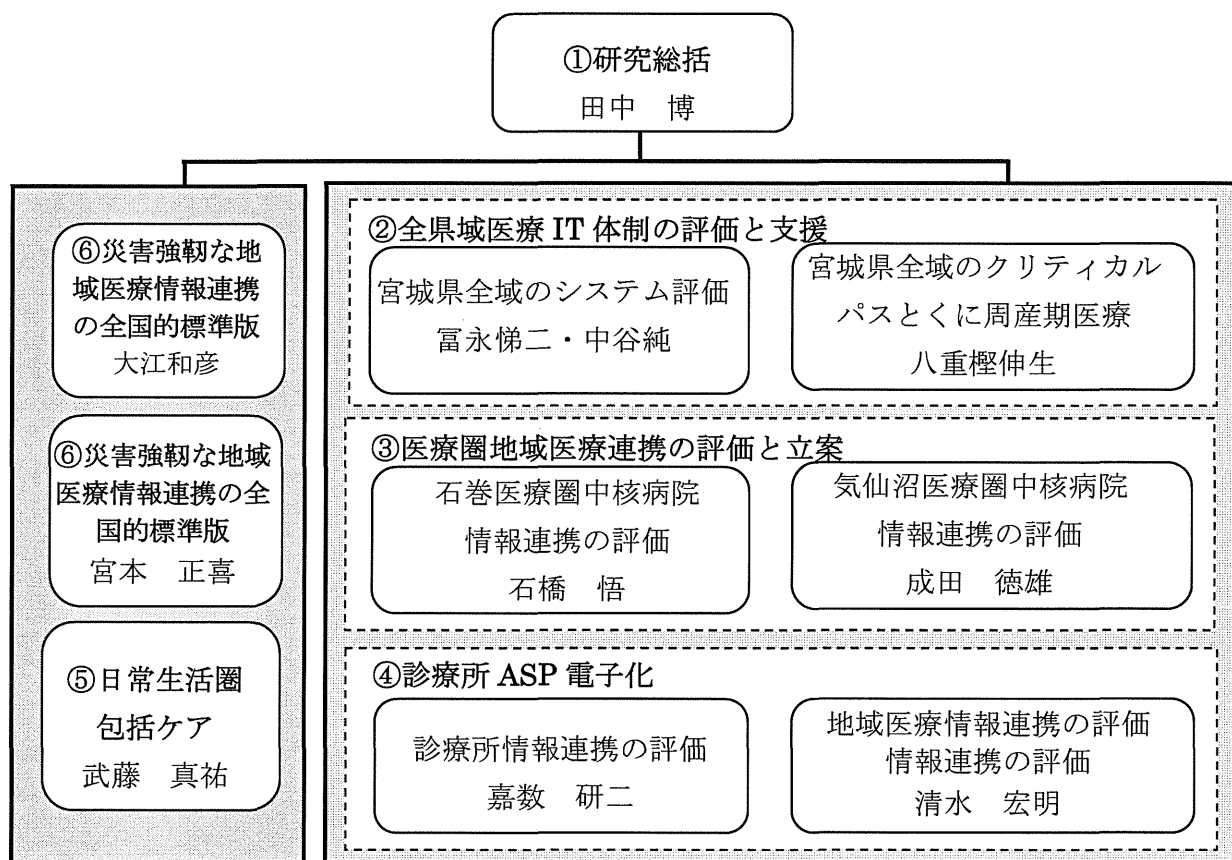 ①研究総括
田中　博
⑥災害強靭な地
域医療情報連携
の全国的標準版
大江和彦
⑥災害強靭な地域
医療情報連携の全
国的標準版
宮本　正喜
⑤日常生活圏
包括ケア
武藤　真祐
②全県域医療 IT 体制の評価と支援
宮城県全域のシステム評価
冨永悌二・中谷純
宮城県全域のクリティカル
パスとくに周産期医療
八重樫伸生
③医療圏地域医療連携の評価と立案
石巻医療圏中核病院
情報連携の評価
石橋　悟
気仙沼医療圏中核病院
情報連携の評価
成田　徳雄
④診療所 ASP 電子化
診療所情報連携の評価
嘉数　研二
地域医療情報連携の評価
情報連携の評価
清水　宏明